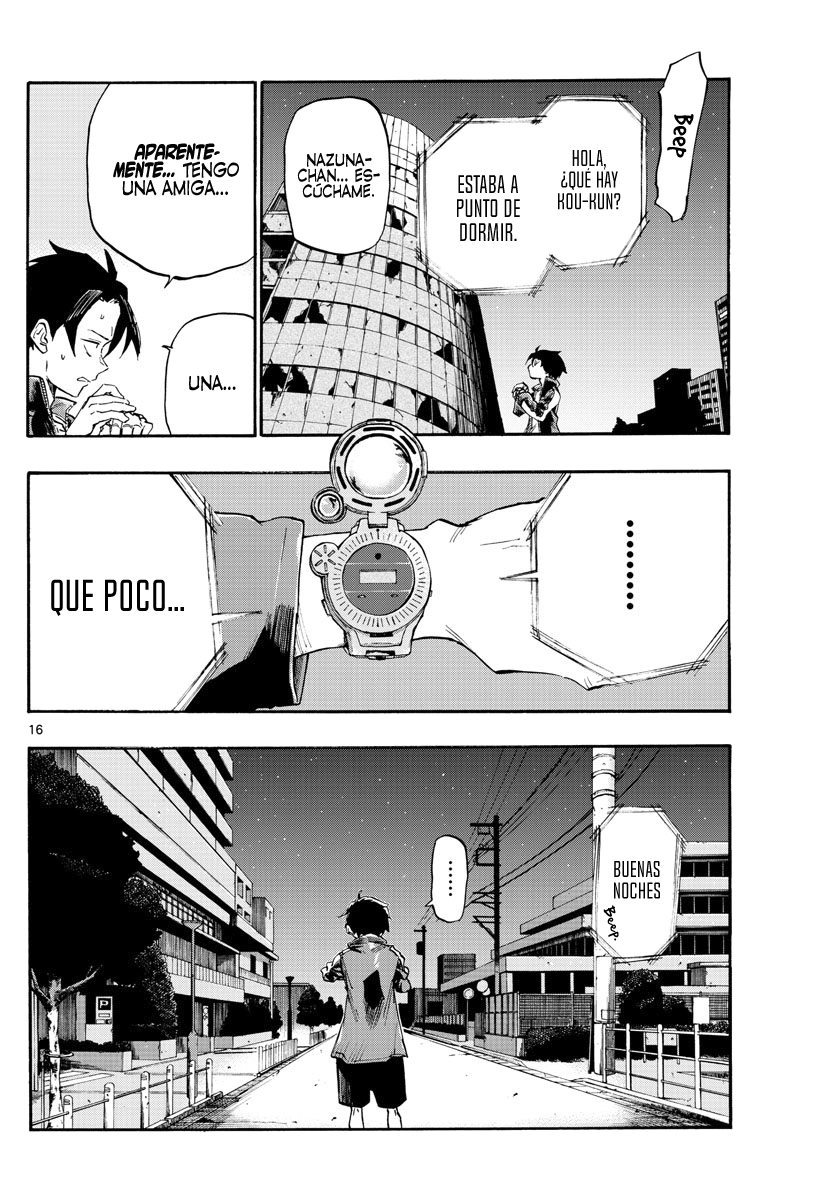 Beep
HOLA,
¿QUÉ HAY
KOU-KUN?
ESTABA A
PUNTO DE
DORMIR.
NAZUNA-
CHAN... ES-
CÚCHAME.
APARENTE-
MENTE... TENGO
UNA AMIGA...
UNA...
.........
QUE POCO...
16
BUENAS
NOCHES
Beep.
......
P